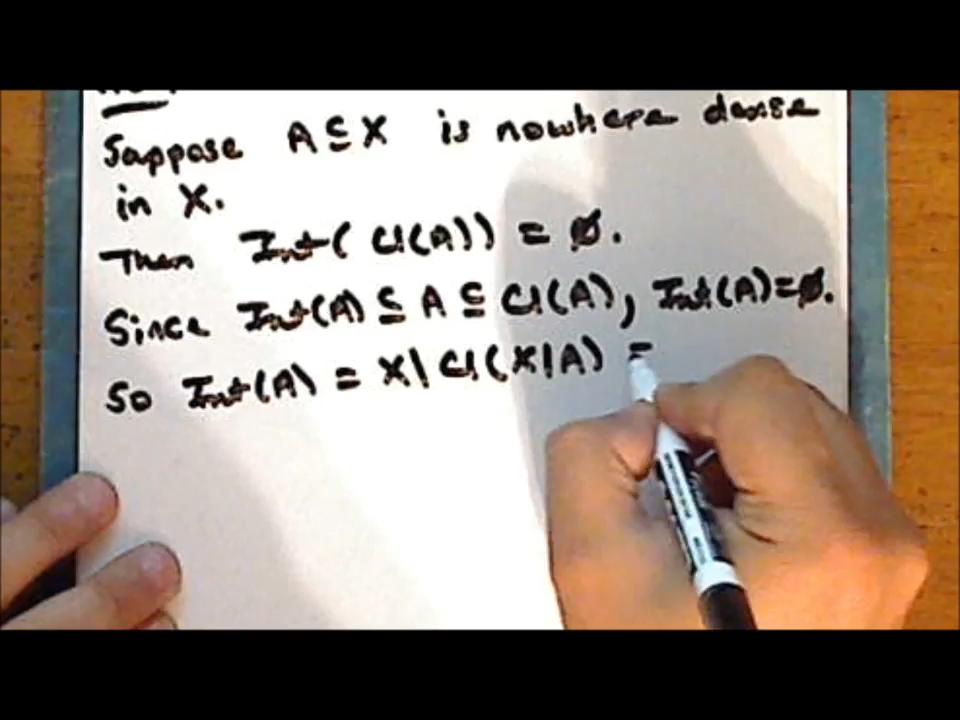 Suppose A ⊆ X is nowhere dense
in X.
Then Int(Cl(A)) = ∅.
Since Int(A) ⊆ A ⊆ Cl(A), Int(A)=∅.
So Int(A) = X\Cl(X\A) =